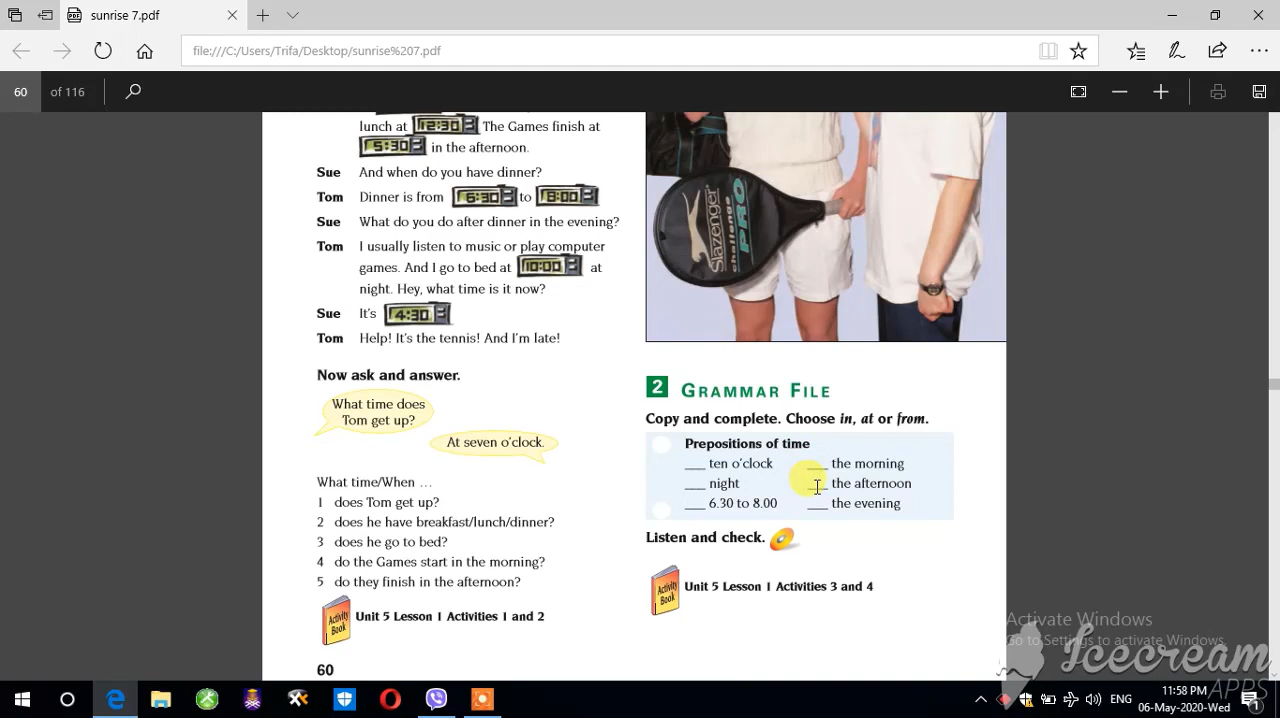 sunrise 7.pdf
file:///C:/Users/Trifa/Desktop/sunrise%207.pdf
60 of 116
lunch at 12:30 The Games finish at
5:30 in the afternoon.
Sue And when do you have dinner?
Tom Dinner is from 6:30 to 8:00
Sue What do you do after dinner in the evening?
Tom I usually listen to music or play computer
games. And I go to bed at 10:00 at
night. Hey, what time is it now?
Sue It's 4:30
Tom Help! It's the tennis! And I'm late!
Now ask and answer.
What time does
Tom get up?
At seven o'clock.
What time/When ...
1 does Tom get up?
2 does he have breakfast/lunch/dinner?
3 does he go to bed?
4 do the Games start in the morning?
5 do they finish in the afternoon?
Activity
Book
Unit 5 Lesson 1 Activities 1 and 2
60
Slazenger
challenge
PRO
2 GRAMMAR FILE
Copy and complete. Choose in, at or from.
Prepositions of time
___ ten o'clock ___ the morning
___ night ___ the afternoon
___ 6.30 to 8.00 ___ the evening
Listen and check.
Activity
Book
Unit 5 Lesson 1 Activities 3 and 4
Activate Windows
Go to Settings to activate Windows.
Icecream
APPS
ENG
11:58 PM
06-May-2020-Wed
1